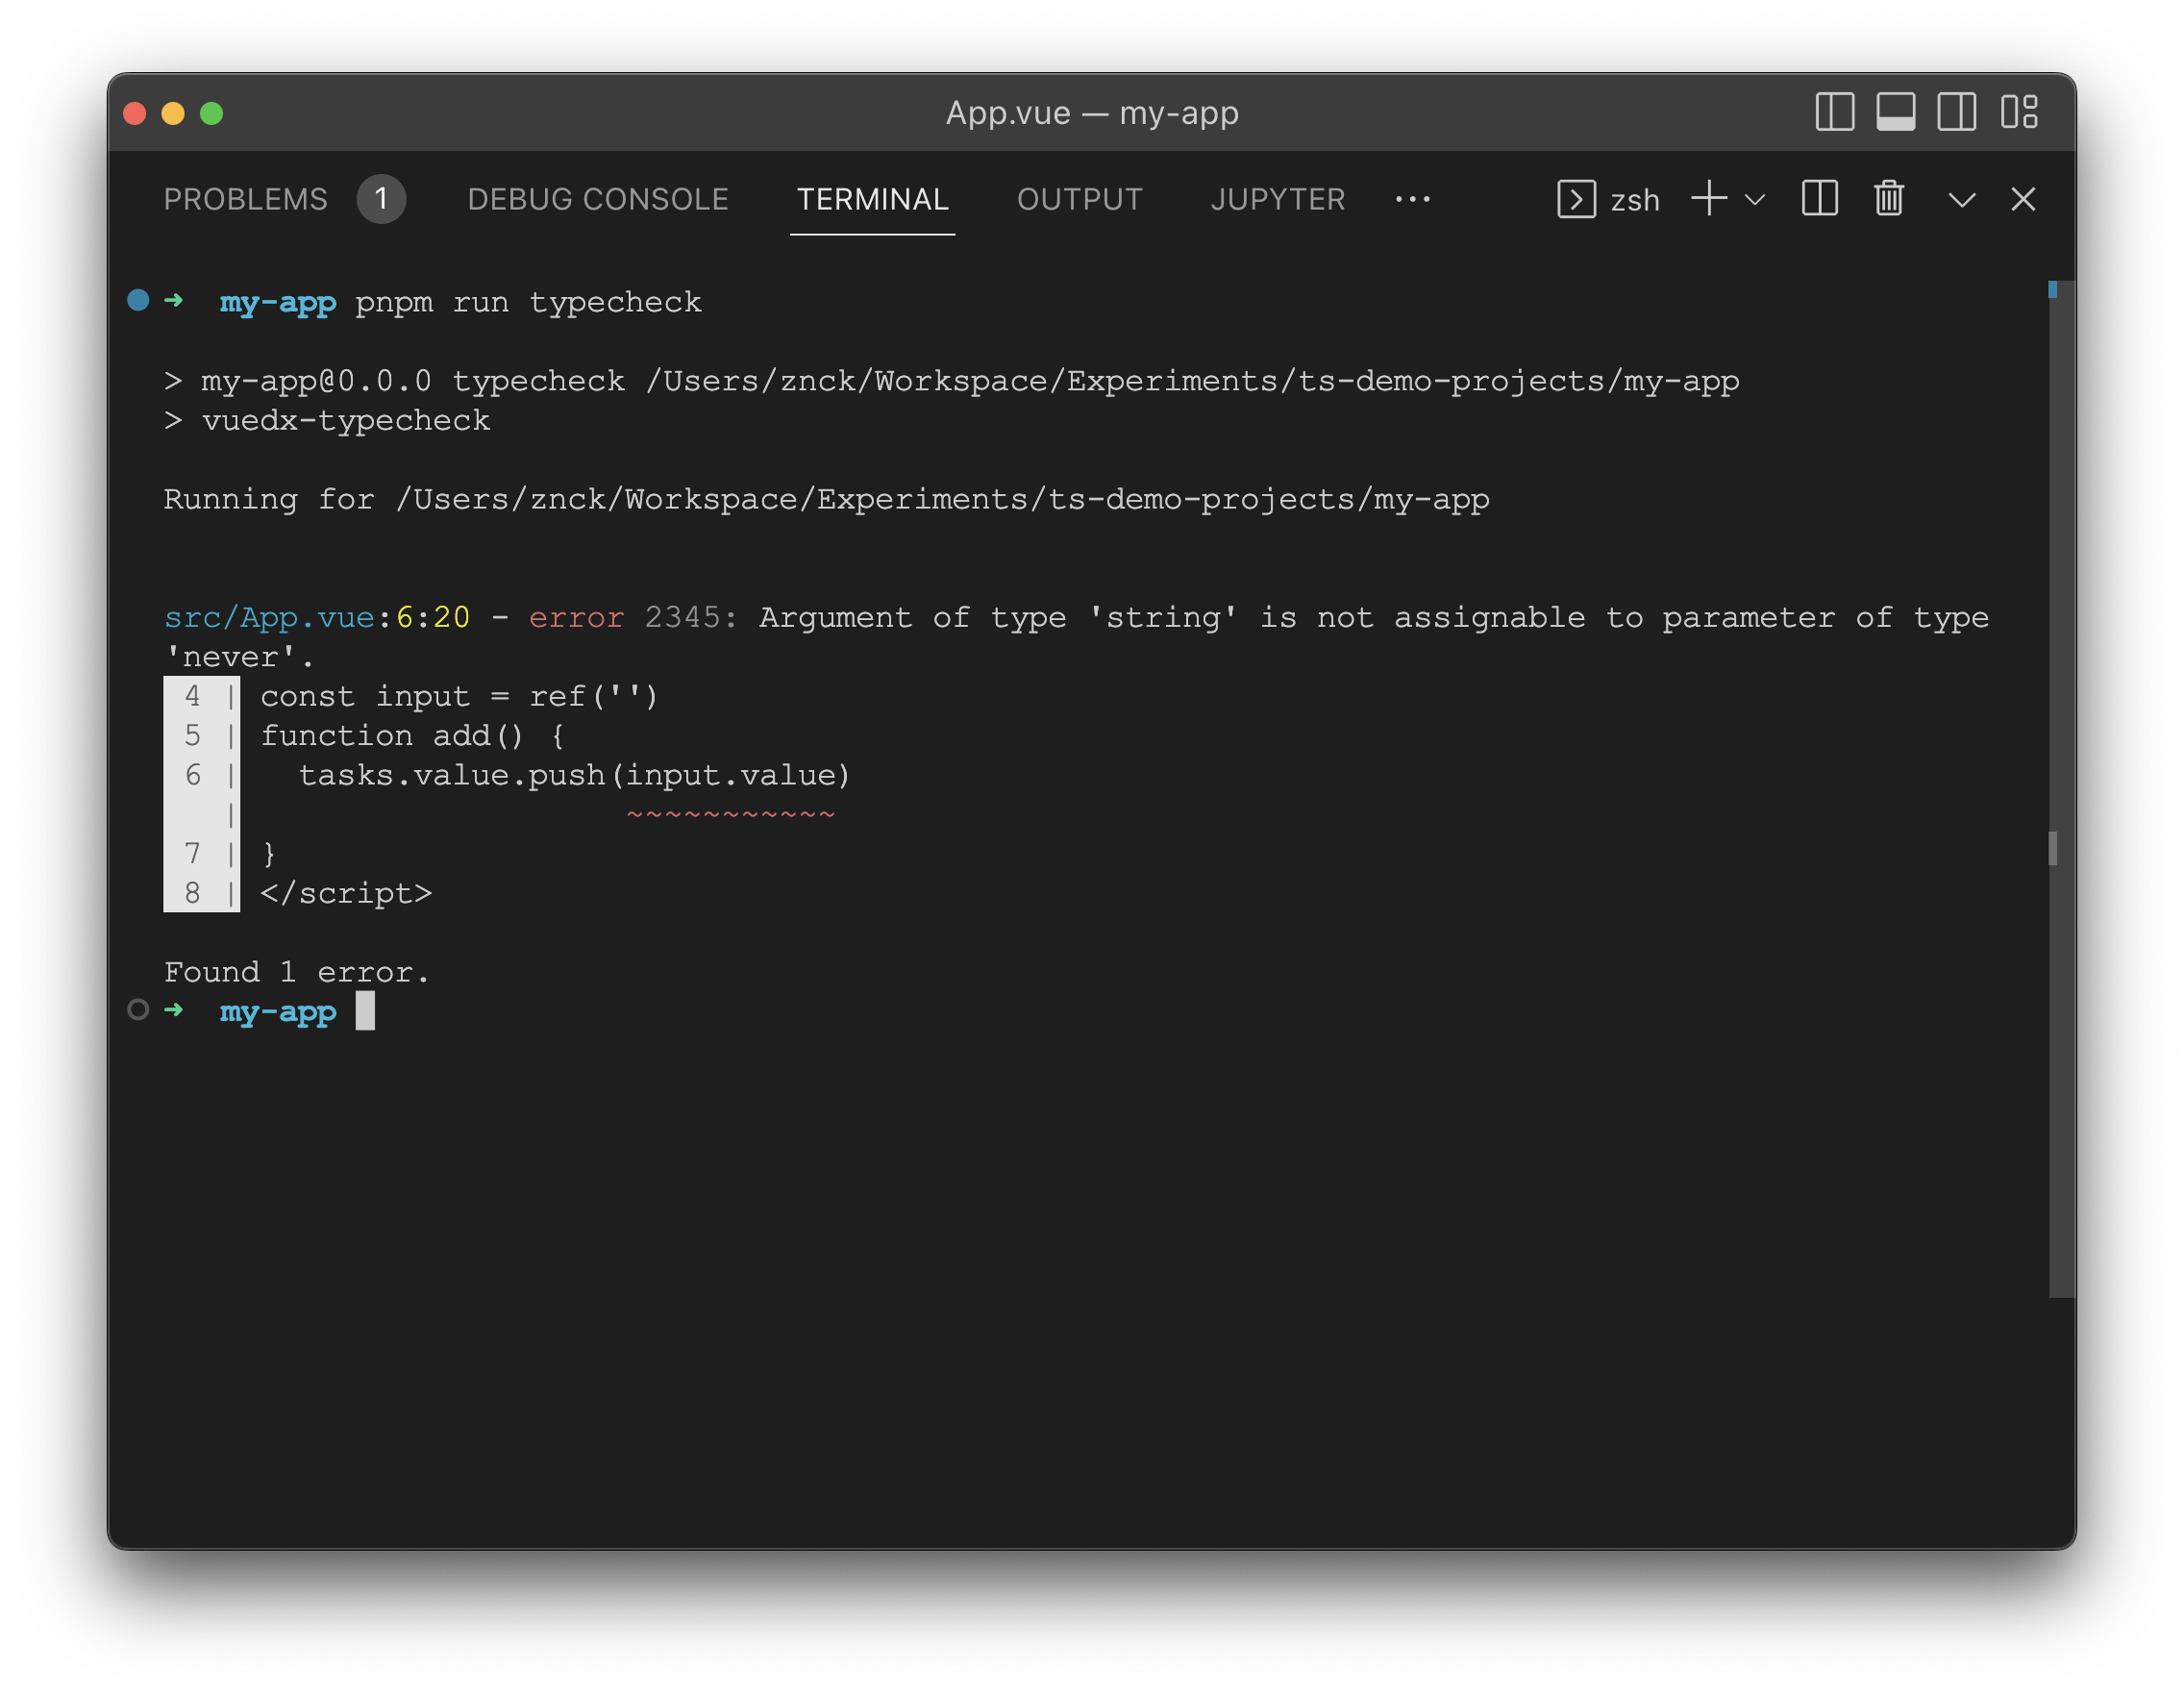 App.vue — my-app
PROBLEMS 1 DEBUG CONSOLE TERMINAL OUTPUT JUPYTER ··· zsh
➜ my-app pnpm run typecheck
> my-app@0.0.0 typecheck /Users/znck/Workspace/Experiments/ts-demo-projects/my-app
> vuedx-typecheck
Running for /Users/znck/Workspace/Experiments/ts-demo-projects/my-app
src/App.vue:6:20 - error 2345: Argument of type 'string' is not assignable to parameter of type
'never'.
4 | const input = ref('')
5 | function add() {
6 |   tasks.value.push(input.value)
  |                    ~~~~~~~~~~~
7 | }
8 | </script>
Found 1 error.
➜ my-app